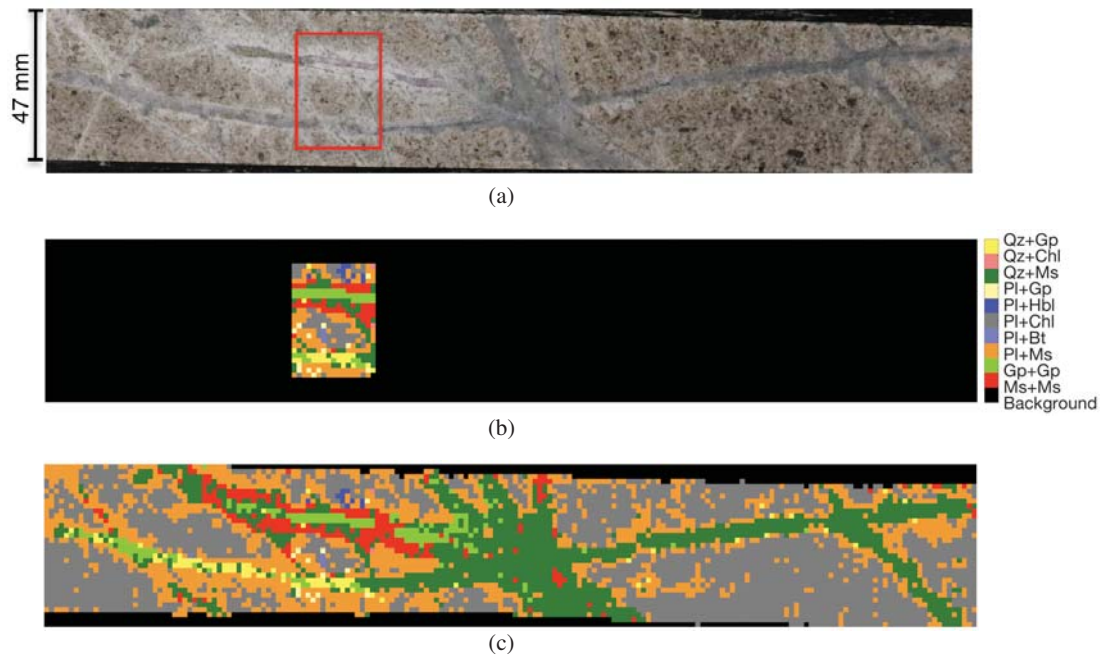 47 mm
(a)
Qz+Gp
Qz+Chl
Qz+Ms
Pl+Gp
Pl+Hbl
Pl+Chl
Pl+Bt
Pl+Ms
Gp+Gp
Ms+Ms
Background
(b)
(c)